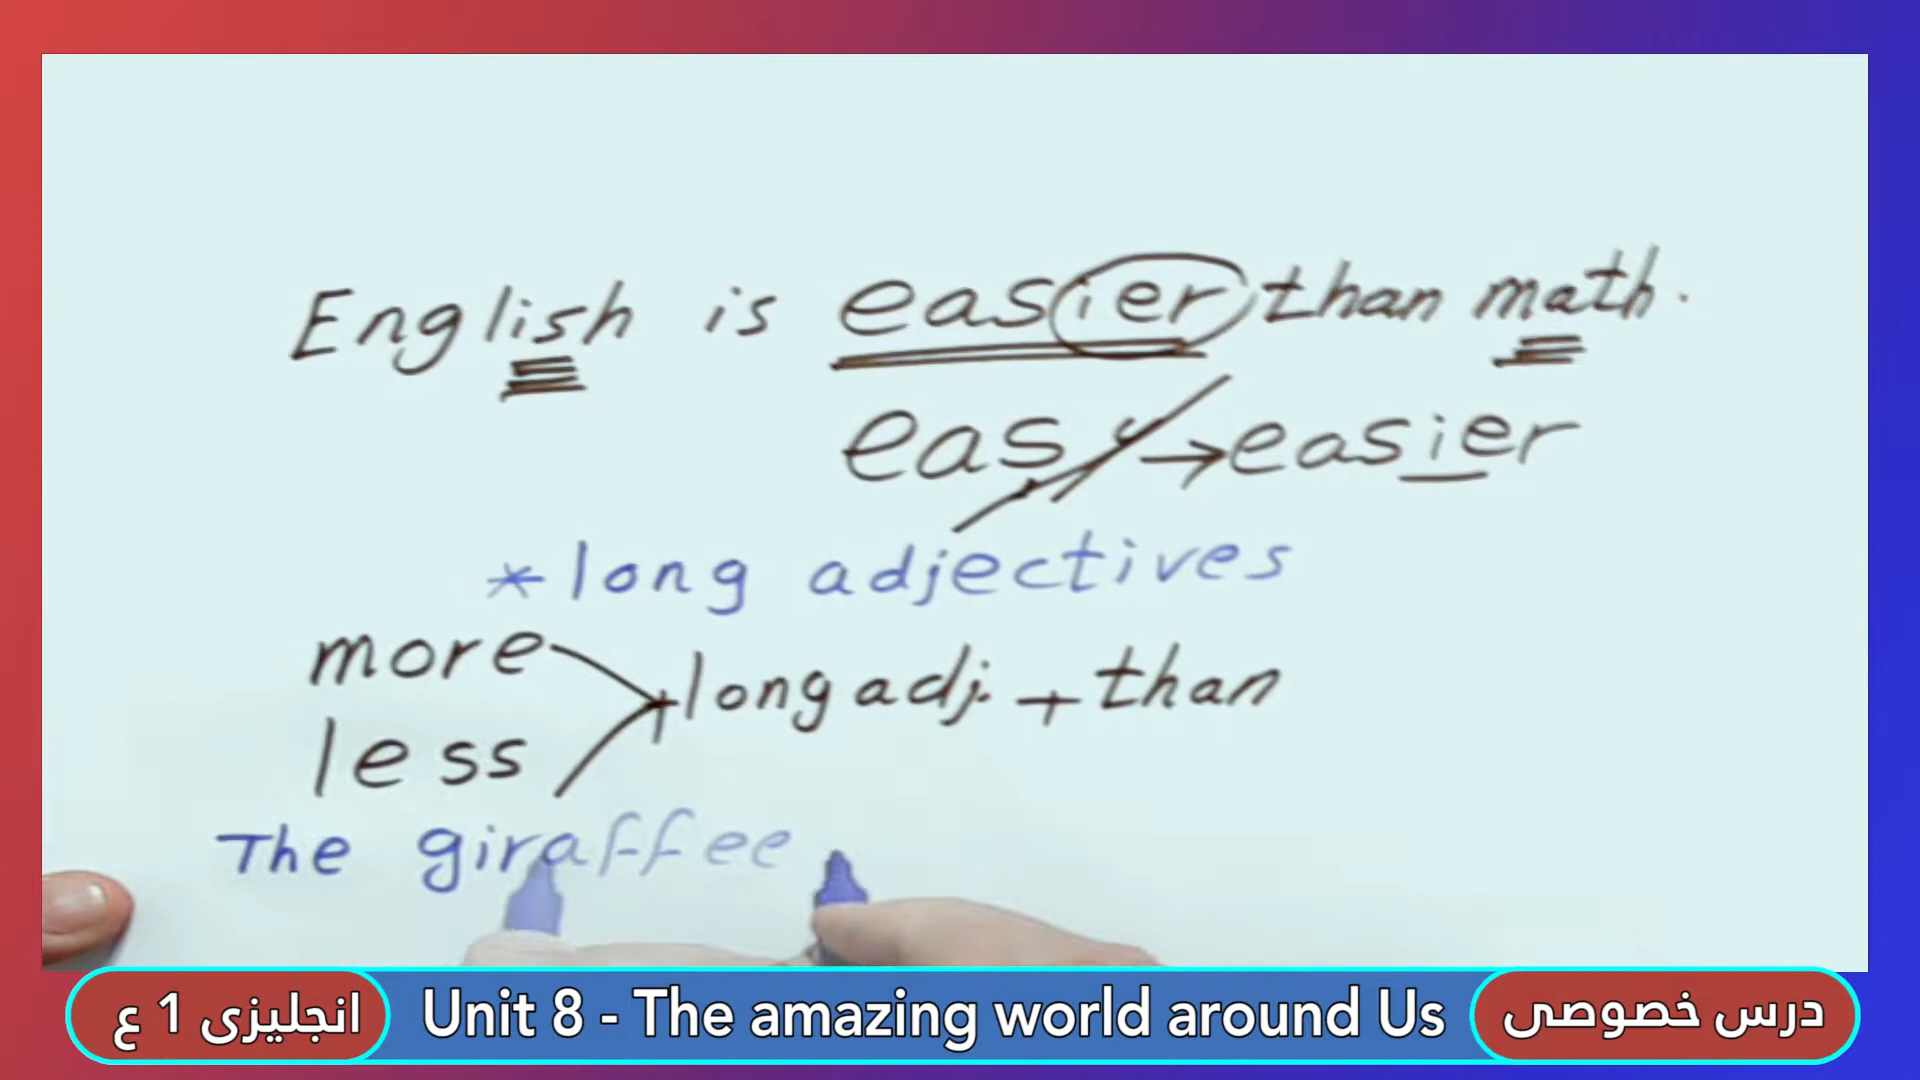 English is easier than math.
easy → easier
* long adjectives
more
less
+ long adj. + than
The giraffee
انجليزى 1 ع
Unit 8 - The amazing world around Us
درس خصوصى